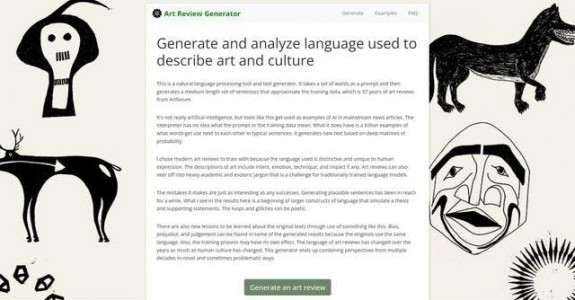 Art Review Generator
Generate Examples FAQ
Generate and analyze language used to
describe art and culture
This is a natural language processing tool and text generator. It takes a set of words as a prompt and then
generates a medium length set of sentences that approximate the training data, which is 57 years of art reviews
from Artforum.
It's not really artificial intelligence, but tools like this get used as examples of AI in mainstream news articles. The
interpreter has no idea what the prompt or the training data mean. What it does have is a billion examples of
what words get use next to each other in typical sentences. It generates new text based on deep matrices of
probability.
I chose modern art reviews to train with because the language used is distinctive and unique to human
expression. The descriptions of art include intent, emotion, technique, and impact if any. Art reviews can also
veer off into heavy academic and esoteric jargon that is a challenge for traditionally trained language models.
The mistakes it makes are just as interesting as any successes. Generating plausible sentences has been in reach
for a while. What I see in the results here is a beginning of larger constructs of language that simulate a thesis
and supporting statements. The loops and glitches can be poetic.
There are also new lessons to be learned about the original texts through use of something like this. Bias,
prejudice, and judgement can be found in some of the generated results because the originals use the same
language. Also, the training process may have its own effect. The language of art reviews has changed over the
years as much as human culture has changed. This generator ends up combining perspectives from multiple
decades in novel and sometimes problematic ways.
Generate an art review